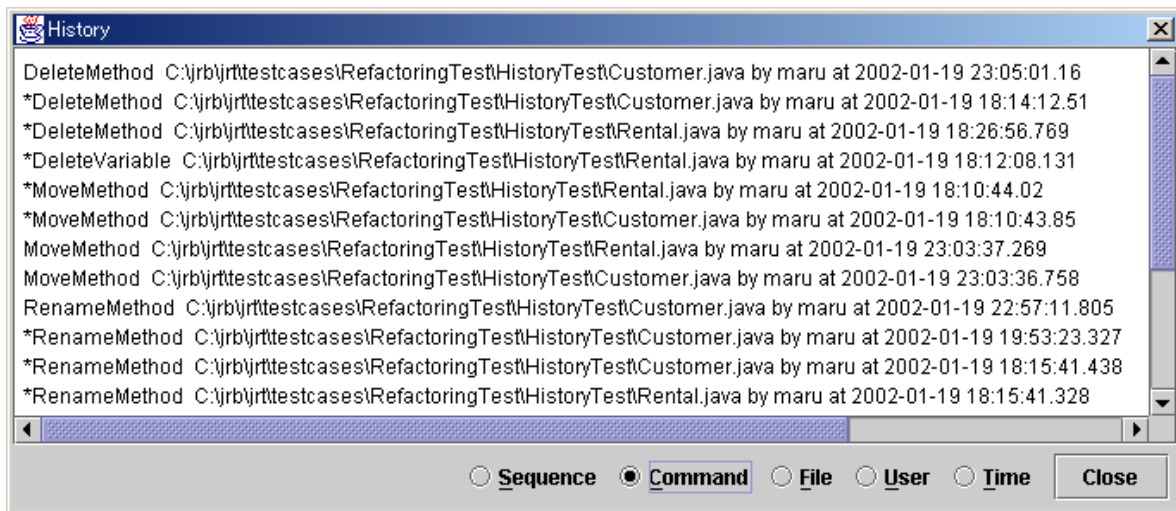 History
DeleteMethod C:\jrb\jrt\testcases\RefactoringTest\HistoryTest\Customer.java by maru at 2002-01-19 23:05:01.16
*DeleteMethod C:\jrb\jrt\testcases\RefactoringTest\HistoryTest\Customer.java by maru at 2002-01-19 18:14:12.51
*DeleteMethod C:\jrb\jrt\testcases\RefactoringTest\HistoryTest\Rental.java by maru at 2002-01-19 18:26:56.769
*DeleteVariable C:\jrb\jrt\testcases\RefactoringTest\HistoryTest\Rental.java by maru at 2002-01-19 18:12:08.131
*MoveMethod C:\jrb\jrt\testcases\RefactoringTest\HistoryTest\Rental.java by maru at 2002-01-19 18:10:44.02
*MoveMethod C:\jrb\jrt\testcases\RefactoringTest\HistoryTest\Customer.java by maru at 2002-01-19 18:10:43.85
MoveMethod C:\jrb\jrt\testcases\RefactoringTest\HistoryTest\Rental.java by maru at 2002-01-19 23:03:37.269
MoveMethod C:\jrb\jrt\testcases\RefactoringTest\HistoryTest\Customer.java by maru at 2002-01-19 23:03:36.758
RenameMethod C:\jrb\jrt\testcases\RefactoringTest\HistoryTest\Customer.java by maru at 2002-01-19 22:57:11.805
*RenameMethod C:\jrb\jrt\testcases\RefactoringTest\HistoryTest\Customer.java by maru at 2002-01-19 19:53:23.327
*RenameMethod C:\jrb\jrt\testcases\RefactoringTest\HistoryTest\Customer.java by maru at 2002-01-19 18:15:41.438
*RenameMethod C:\jrb\jrt\testcases\RefactoringTest\HistoryTest\Rental.java by maru at 2002-01-19 18:15:41.328
Sequence Command File User Time Close